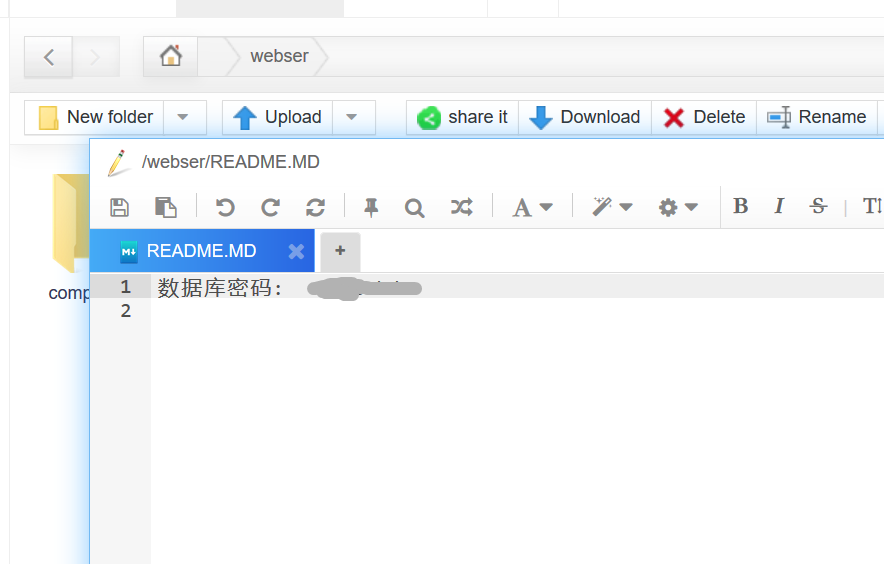 webser
New folder Upload share it Download Delete Rename
/webser/README.MD
A B I S T
README.MD +
1 数据库密码：
2
comp